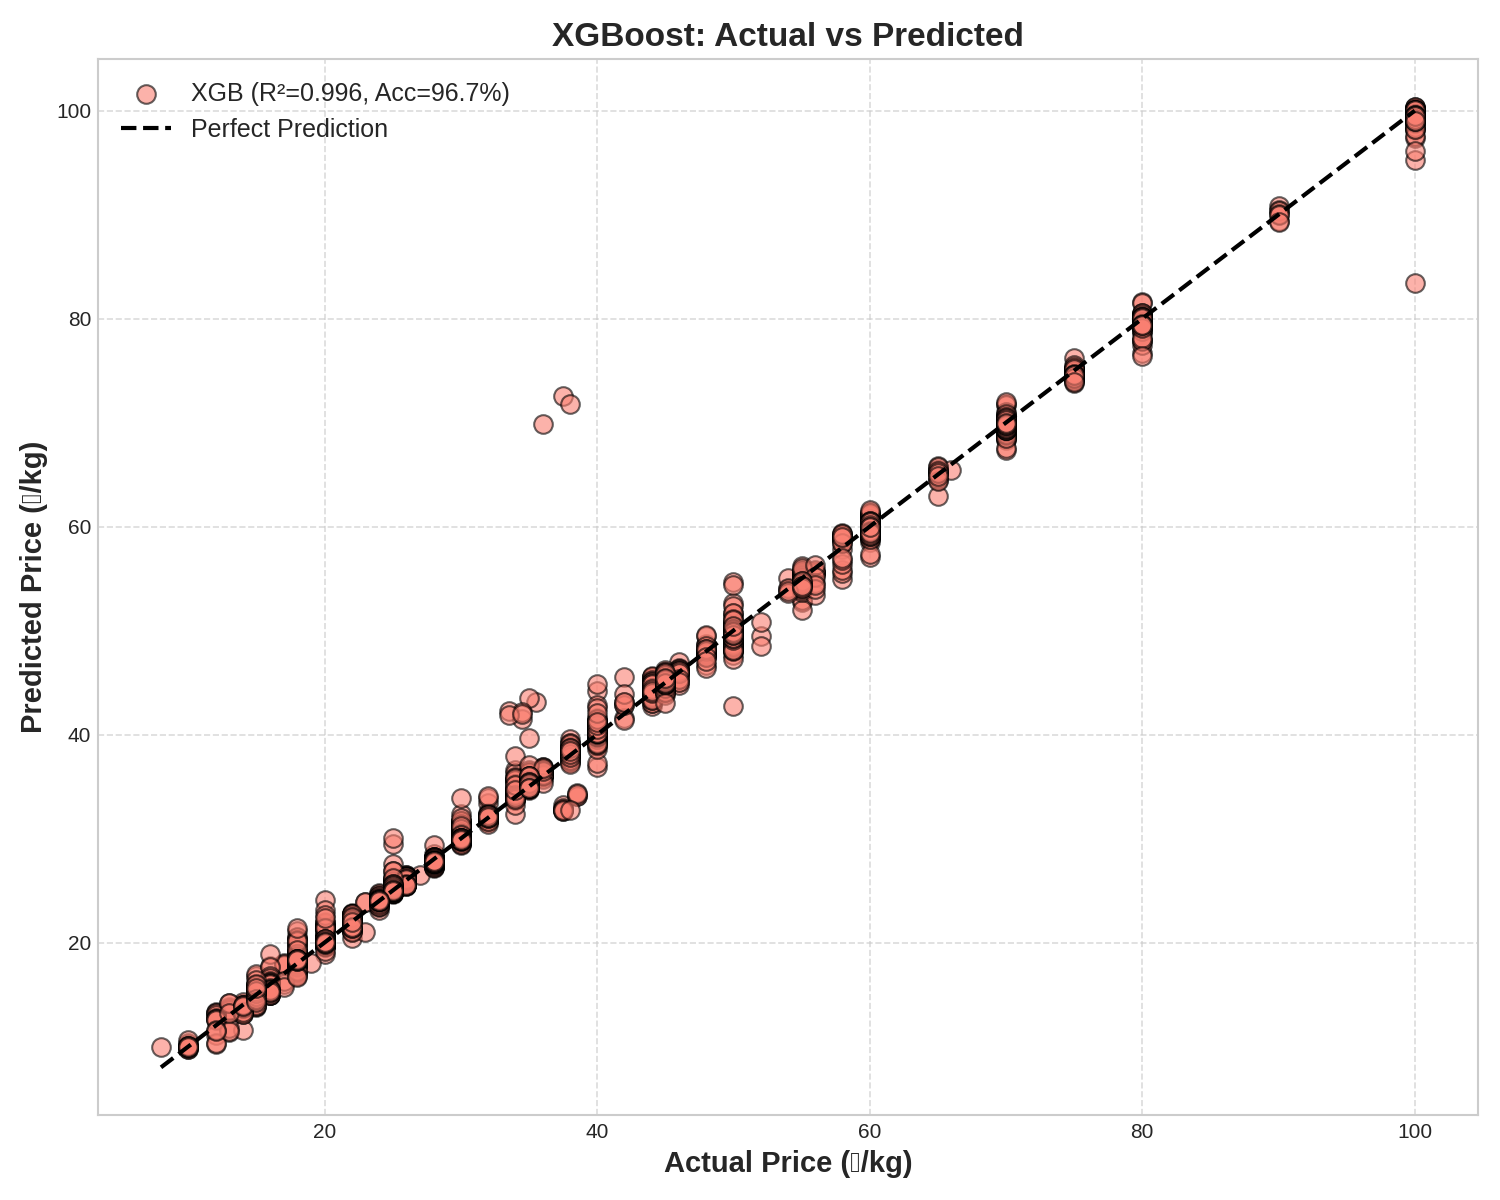 XGBoost: Actual vs Predicted
XGB (R²=0.996, Acc=96.7%)
Perfect Prediction
100
80
60
40
20
Predicted Price (▯/kg)
20 40 60 80 100
Actual Price (▯/kg)